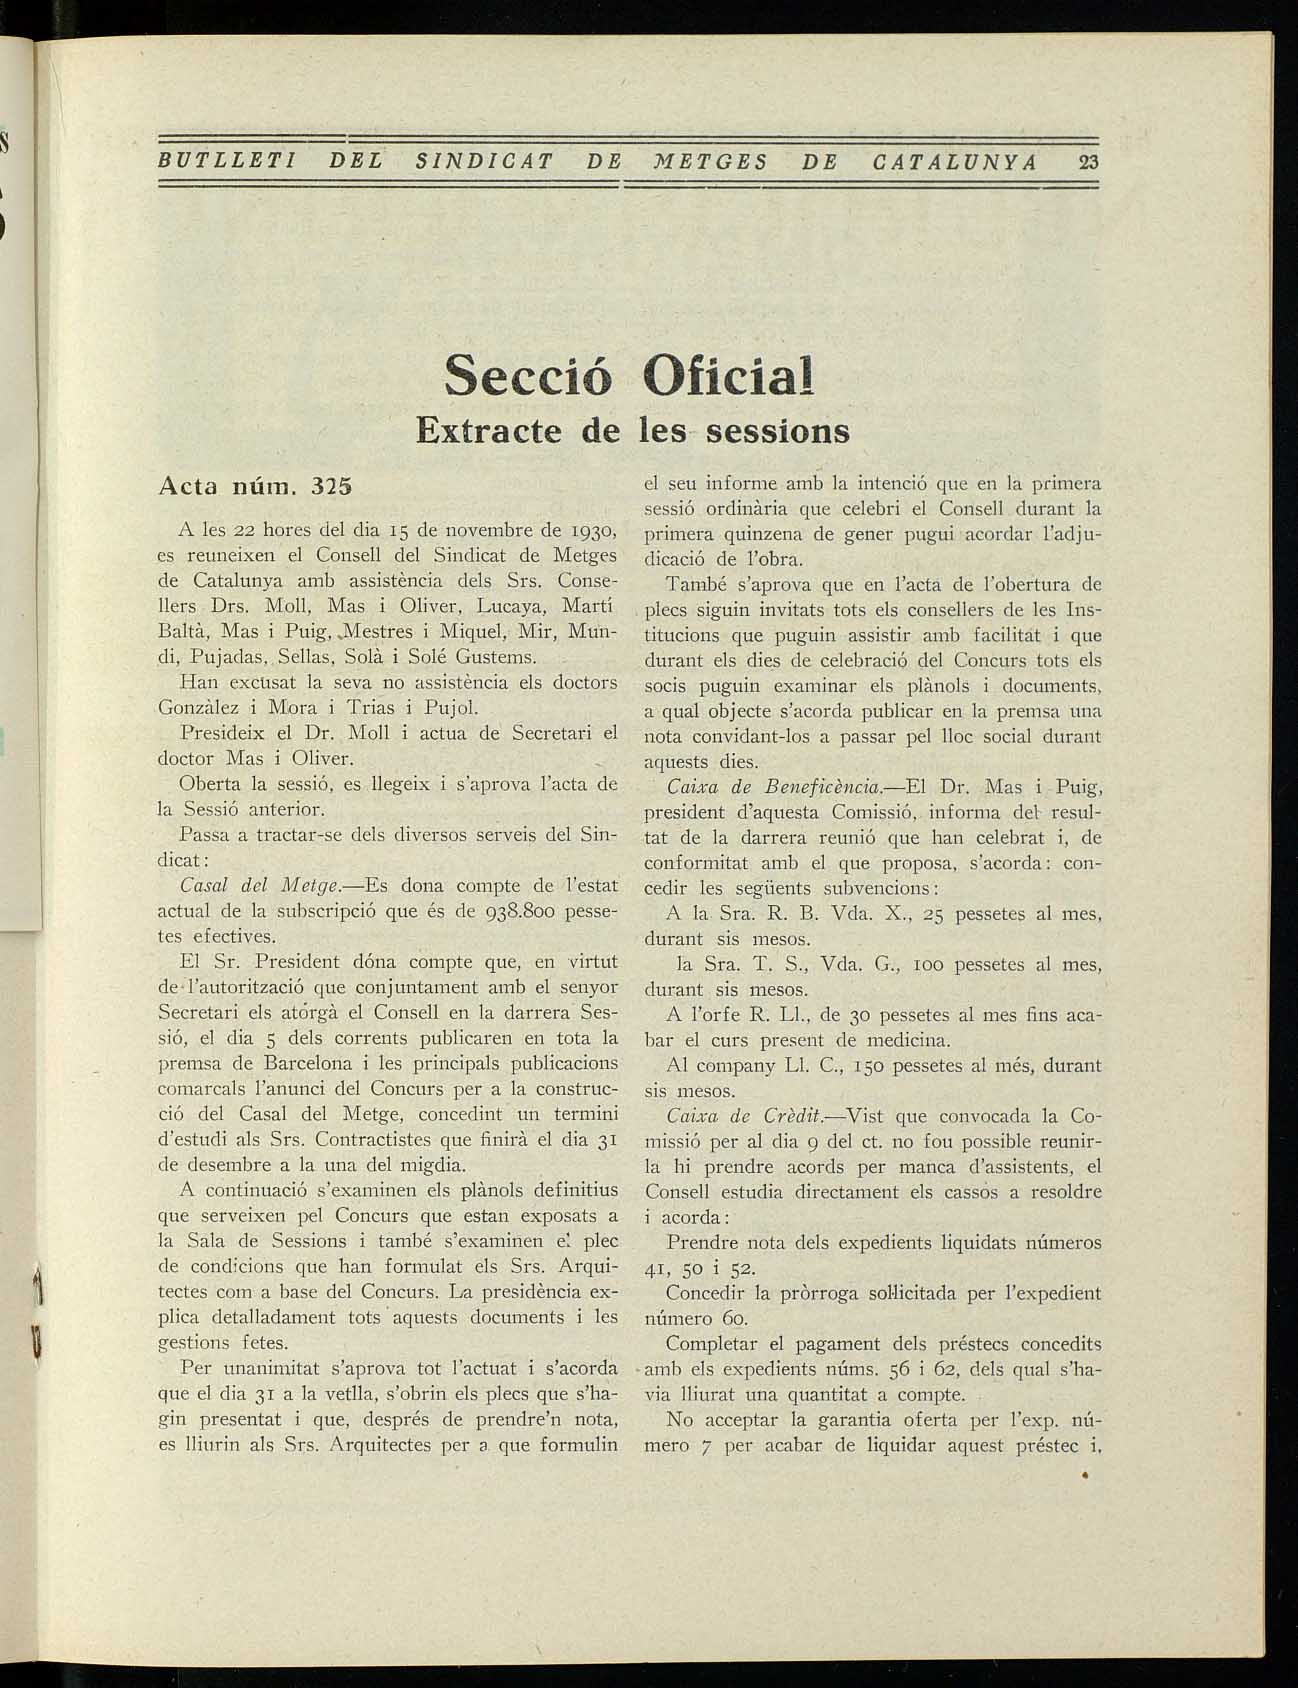 BUTLLETI DEL SINDICAT DE METGES DE CATALUNYA 23
Secció Oficial
Extracte de les sessions
Acta núm. 325
A les 22 hores del dia 15 de novembre de 1930,
es reuneixen el Consell del Sindicat de Metges
de Catalunya amb assistència dels Srs. Conse-
llers Drs. Moll, Mas i Oliver, Lucaya, Martí
Baltà, Mas i Puig, Mestres i Miquel, Mir, Mun-
di, Pujadas, Sellas, Solà i Solé Gustems.
Han excusat la seva no assistència els doctors
Gonzàlez i Mora i Trias i Pujol.
Presideix el Dr. Moll i actua de Secretari el
doctor Mas i Oliver.
Oberta la sessió, es llegeix i s'aprova l'acta de
la Sessió anterior.
Passa a tractar-se dels diversos serveis del Sin-
dicat:
Casal del Metge.—Es dona compte de l'estat
actual de la subscripció que és de 938.800 pesse-
tes efectives.
El Sr. President dóna compte que, en virtut
de l'autorització que conjuntament amb el senyor
Secretari els atórgà el Consell en la darrera Ses-
sió, el dia 5 dels corrents publicaren en tota la
premsa de Barcelona i les principals publicacions
comarcals l'anunci del Concurs per a la construc-
ció del Casal del Metge, concedint un termini
d'estudi als Srs. Contractistes que finirà el dia 31
de desembre a la una del migdia.
A continuació s'examinen els plànols definitius
que serveixen pel Concurs que estan exposats a
la Sala de Sessions i també s'examinen el plec
de condicions que han formulat els Srs. Arqui-
tectes com a base del Concurs. La presidència ex-
plica detalladament tots aquests documents i les
gestions fetes.
Per unanimitat s'aprova tot l'actuat i s'acorda
que el dia 31 a la vetlla, s'obrin els plecs que s'ha-
gin presentat i que, després de prendre'n nota,
es lliurin als Srs. Arquitectes per a que formulin
el seu informe amb la intenció que en la primera
sessió ordinària que celebri el Consell durant la
primera quinzena de gener pugui acordar l'adju-
dicació de l'obra.
També s'aprova que en l'acta de l'obertura de
plecs siguin invitats tots els consellers de les Ins-
titucions que puguin assistir amb facilitat i que
durant els dies de celebració del Concurs tots els
socis puguin examinar els plànols i documents,
a qual objecte s'acorda publicar en la premsa una
nota convidant-los a passar pel lloc social durant
aquests dies.
Caixa de Beneficència.—El Dr. Mas i Puig,
president d'aquesta Comissió, informa del resul-
tat de la darrera reunió que han celebrat i, de
conformitat amb el que proposa, s'acorda: con-
cedir les següents subvencions:
A la Sra. R. B. Vda. X., 25 pessetes al mes,
durant sis mesos.
la Sra. T. S., Vda. G., 100 pessetes al mes,
durant sis mesos.
A l'orfe R. Ll., de 30 pessetes al mes fins aca-
bar el curs present de medicina.
Al company Ll. C., 150 pessetes al més, durant
sis mesos.
Caixa de Crèdit.—Vist que convocada la Co-
missió per al dia 9 del ct. no fou possible reunir-
la hi prendre acords per manca d'assistents, el
Consell estudia directament els cassos a resoldre
i acorda:
Prendre nota dels expedients liquidats números
41, 50 i 52.
Concedir la pròrroga sol·licitada per l'expedient
número 60.
Completar el pagament dels préstecs concedits
amb els expedients núms. 56 i 62, dels qual s'ha-
via lliurat una quantitat a compte.
No acceptar la garantia oferta per l'exp. nú-
mero 7 per acabar de liquidar aquest préstec i,